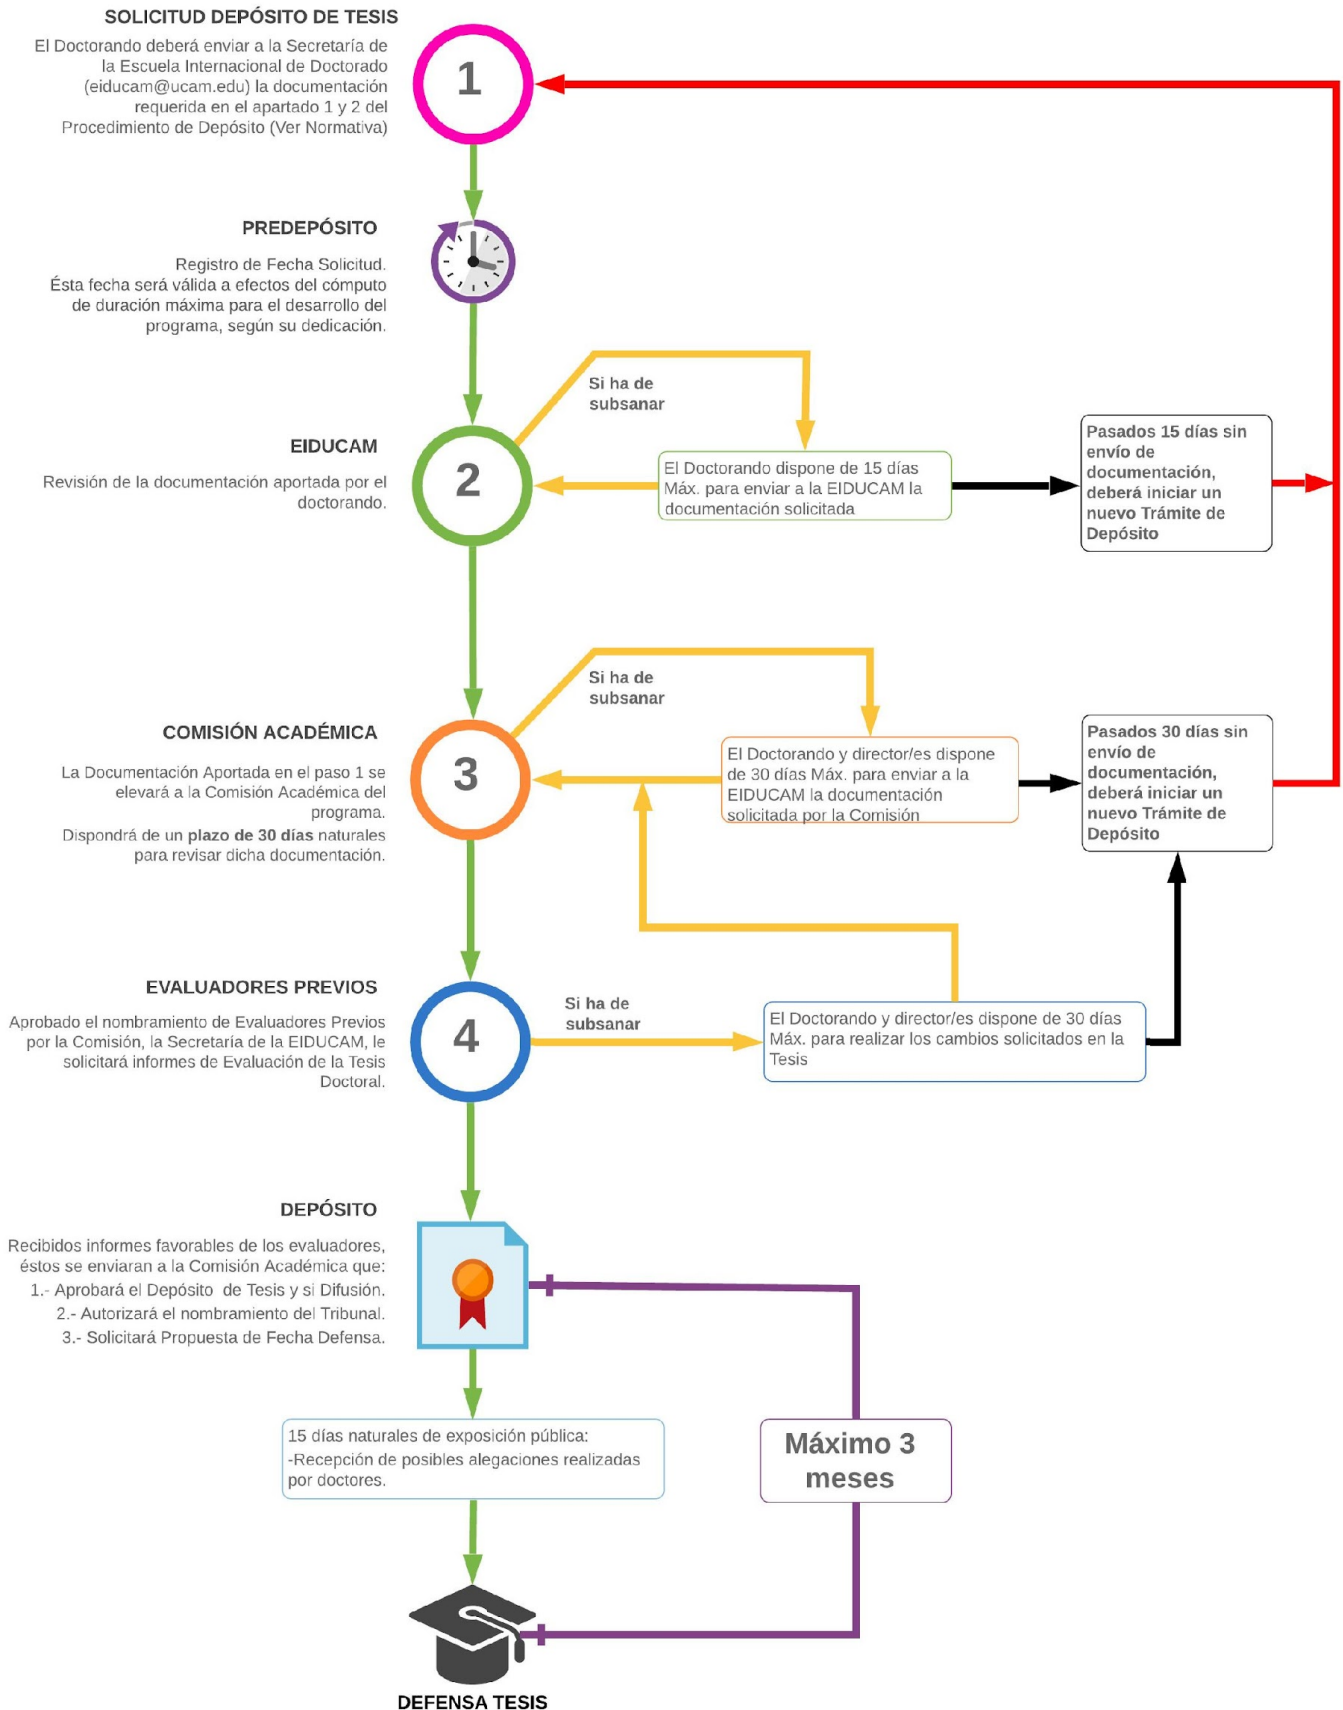 SOLICITUD DEPÓSITO DE TESIS
El Doctorando deberá enviar a la Secretaría de
la Escuela Internacional de Doctorado
(eiducam@ucam.edu) la documentación
requerida en el apartado 1 y 2 del
Procedimiento de Depósito (Ver Normativa)
1
PREDEPÓSITO
Registro de Fecha Solicitud.
Ésta fecha será válida a efectos del cómputo
de duración máxima para el desarrollo del
programa, según su dedicación.
Si ha de
subsanar
EIDUCAM
Revisión de la documentación aportada por el
doctorando.
2
El Doctorando dispone de 15 días
Máx. para enviar a la EIDUCAM la
documentación solicitada
Pasados 15 días sin
envío de
documentación,
deberá iniciar un
nuevo Trámite de
Depósito
Si ha de
subsanar
COMISIÓN ACADÉMICA
La Documentación Aportada en el paso 1 se
elevará a la Comisión Académica del
programa.
Dispondrá de un plazo de 30 días naturales
para revisar dicha documentación.
3
El Doctorando y director/es dispone
de 30 días Máx. para enviar a la
EIDUCAM la documentación
solicitada por la Comisión
Pasados 30 días sin
envío de
documentación,
deberá iniciar un
nuevo Trámite de
Depósito
EVALUADORES PREVIOS
Aprobado el nombramiento de Evaluadores Previos
por la Comisión, la Secretaría de la EIDUCAM, le
solicitará informes de Evaluación de la Tesis
Doctoral.
4
Si ha de
subsanar
El Doctorando y director/es dispone de 30 días
Máx. para realizar los cambios solicitados en la
Tesis
DEPÓSITO
Recibidos informes favorables de los evaluadores,
éstos se enviaran a la Comisión Académica que:
1.- Aprobará el Depósito de Tesis y si Difusión.
2.- Autorizará el nombramiento del Tribunal.
3.- Solicitará Propuesta de Fecha Defensa.
15 días naturales de exposición pública:
-Recepción de posibles alegaciones realizadas
por doctores.
Máximo 3
meses
DEFENSA TESIS